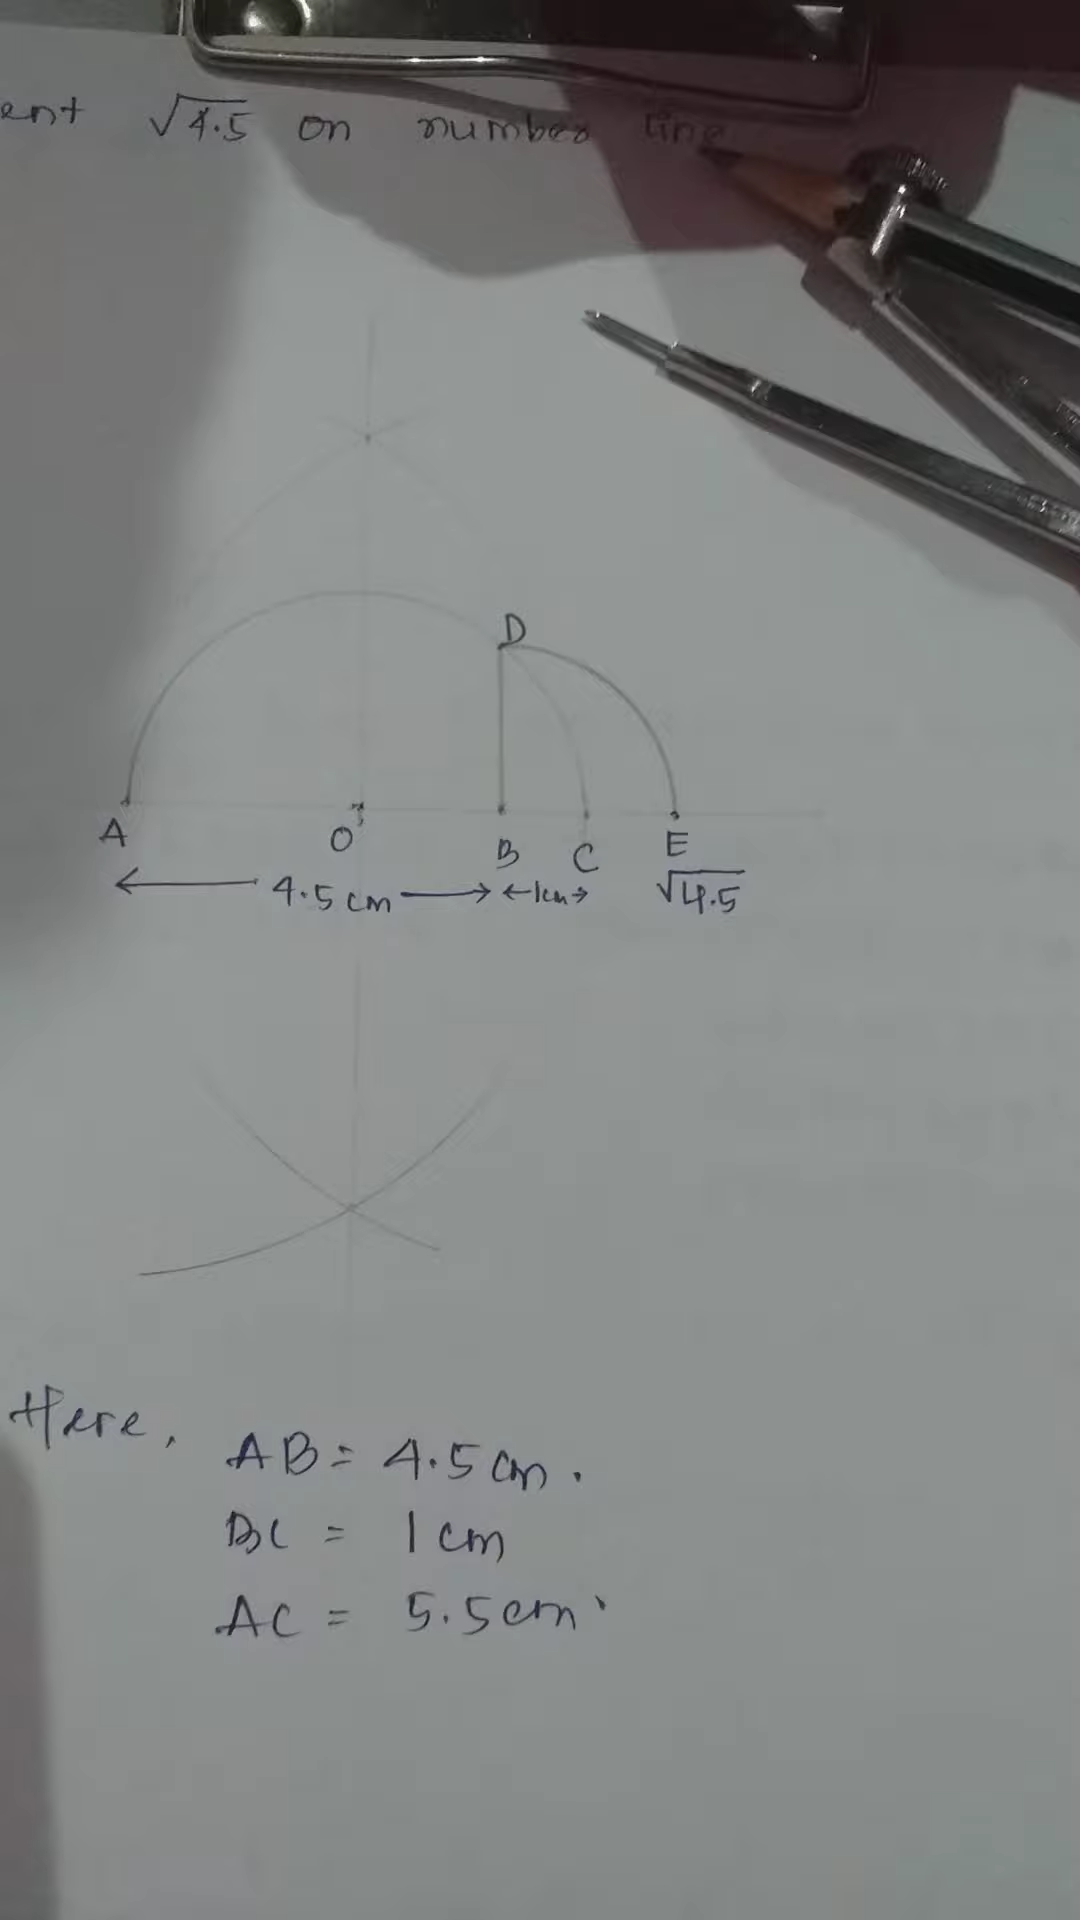 ent √4.5 on number line
D
A O B C E
4.5 cm 1cm √4.5
Here,
AB = 4.5 cm.
BC = 1 cm
AC = 5.5 cm